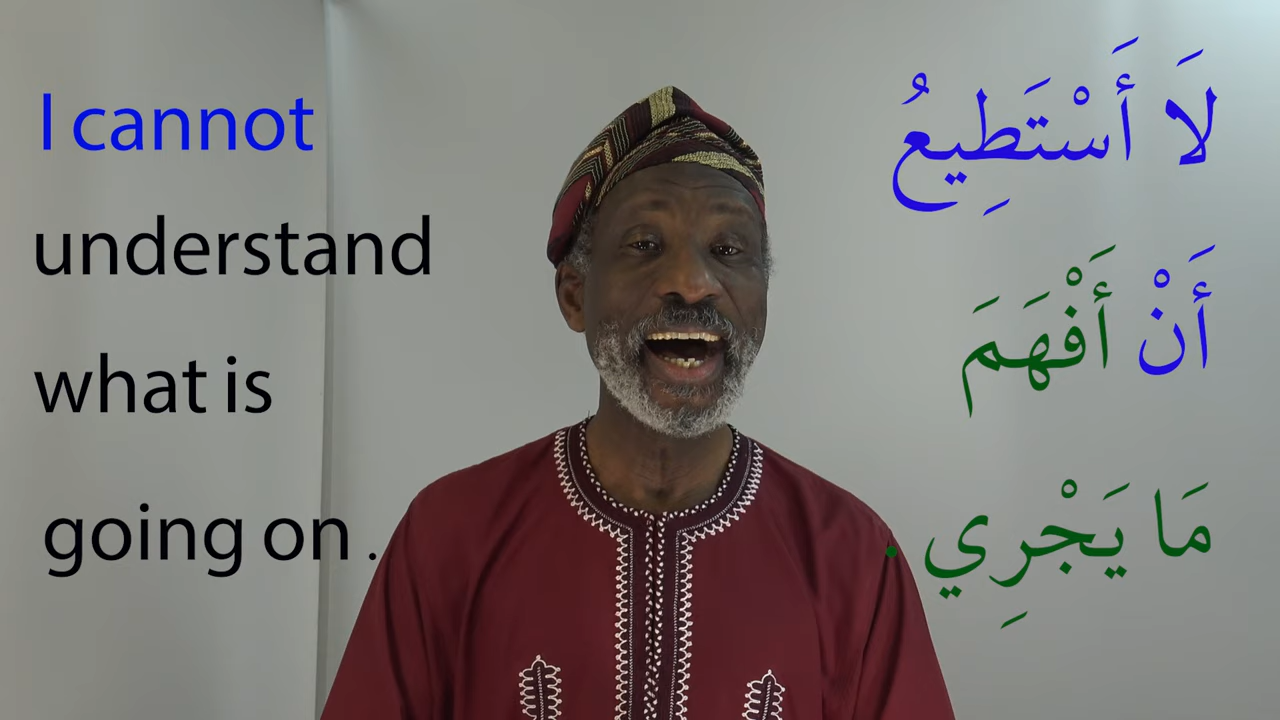 I cannot
understand
what is
going on .
لَا أَسْتَطِيعُ
أَنْ أَفْهَمَ
مَا يَجْرِي .